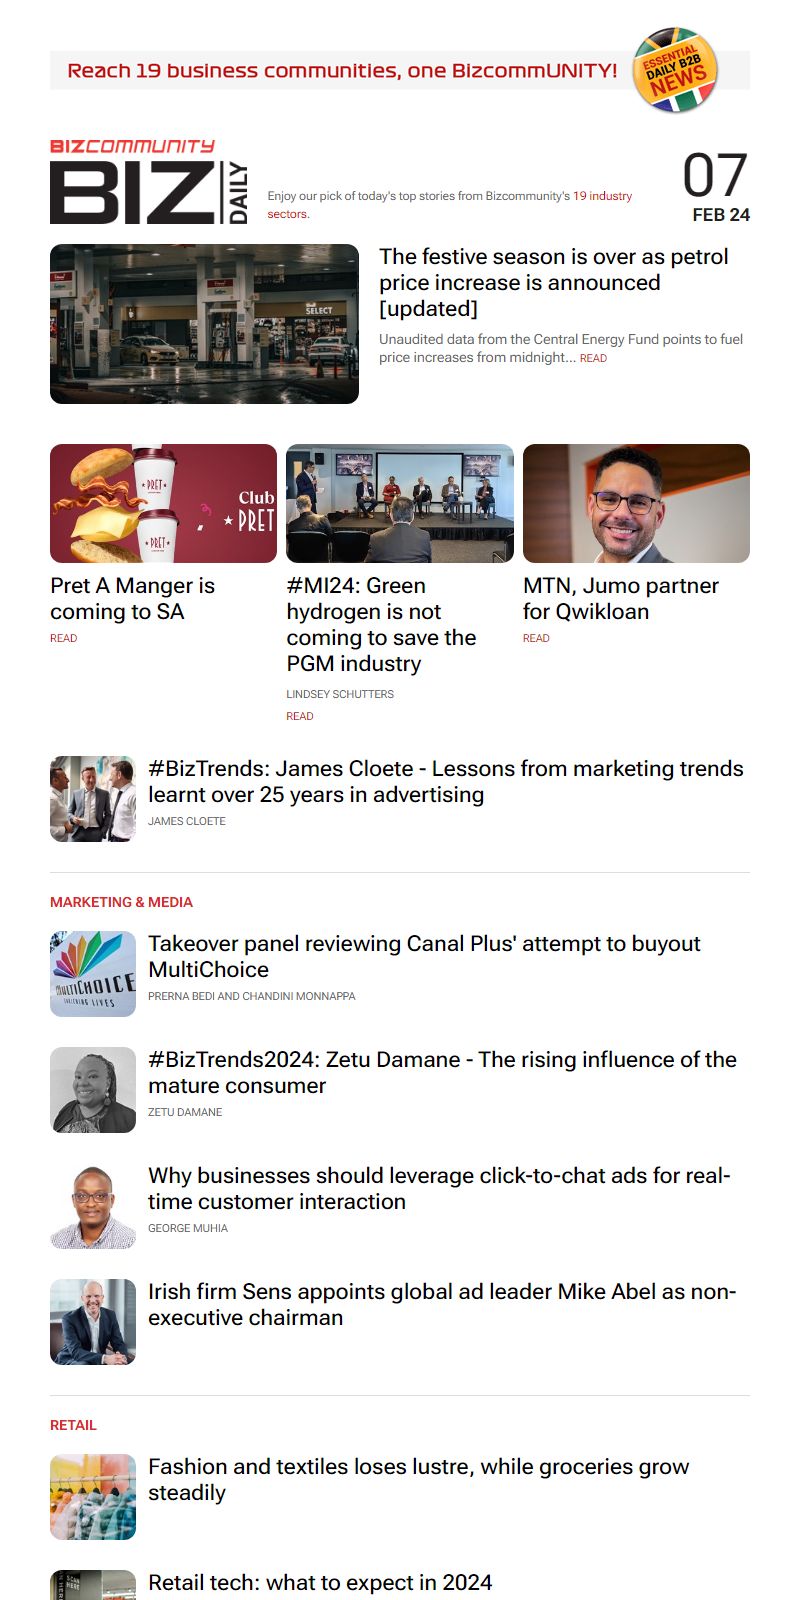 Reach 19 business communities, one BizcommUNITY!
ESSENTIAL
DAILY B2B
NEWS
BIZCOMMUNITY
BIZ
DAILY
Enjoy our pick of today's top stories from Bizcommunity's 19 industry
sectors.
07
FEB 24
SELECT
The festive season is over as petrol
price increase is announced
[updated]
Unaudited data from the Central Energy Fund points to fuel
price increases from midnight... READ
PRET
PRET
Club
PRET
Pret A Manger is
coming to SA
READ
#MI24: Green
hydrogen is not
coming to save the
PGM industry
LINDSEY SCHUTTERS
READ
MTN, Jumo partner
for Qwikloan
READ
#BizTrends: James Cloete - Lessons from marketing trends
learnt over 25 years in advertising
JAMES CLOETE
MARKETING & MEDIA
MULTICHOICE
ENRICHING LIVES
Takeover panel reviewing Canal Plus' attempt to buyout
MultiChoice
PRERNA BEDI AND CHANDINI MONNAPPA
#BizTrends2024: Zetu Damane - The rising influence of the
mature consumer
ZETU DAMANE
Why businesses should leverage click-to-chat ads for real-
time customer interaction
GEORGE MUHIA
Irish firm Sens appoints global ad leader Mike Abel as non-
executive chairman
RETAIL
Fashion and textiles loses lustre, while groceries grow
steadily
SCAN
HERE
Retail tech: what to expect in 2024